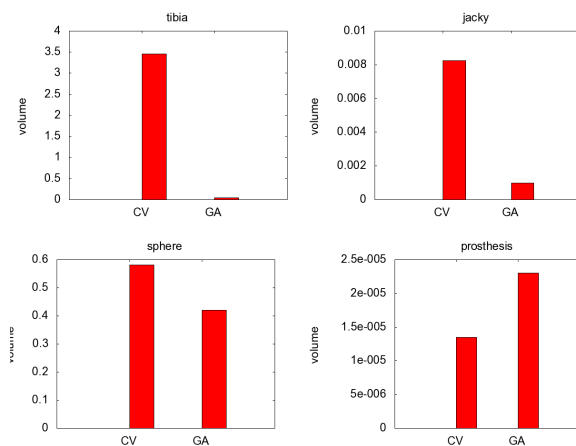 tibia
4
3.5
3
2.5
2
1.5
1
0.5
0
volume
CV GA
jacky
0.01
0.008
0.006
0.004
0.002
0
volume
CV GA
sphere
0.6
0.5
0.4
0.3
0.2
0.1
0
volume
CV GA
prosthesis
2.5e-005
2e-005
1.5e-005
1e-005
5e-006
0
volume
CV GA